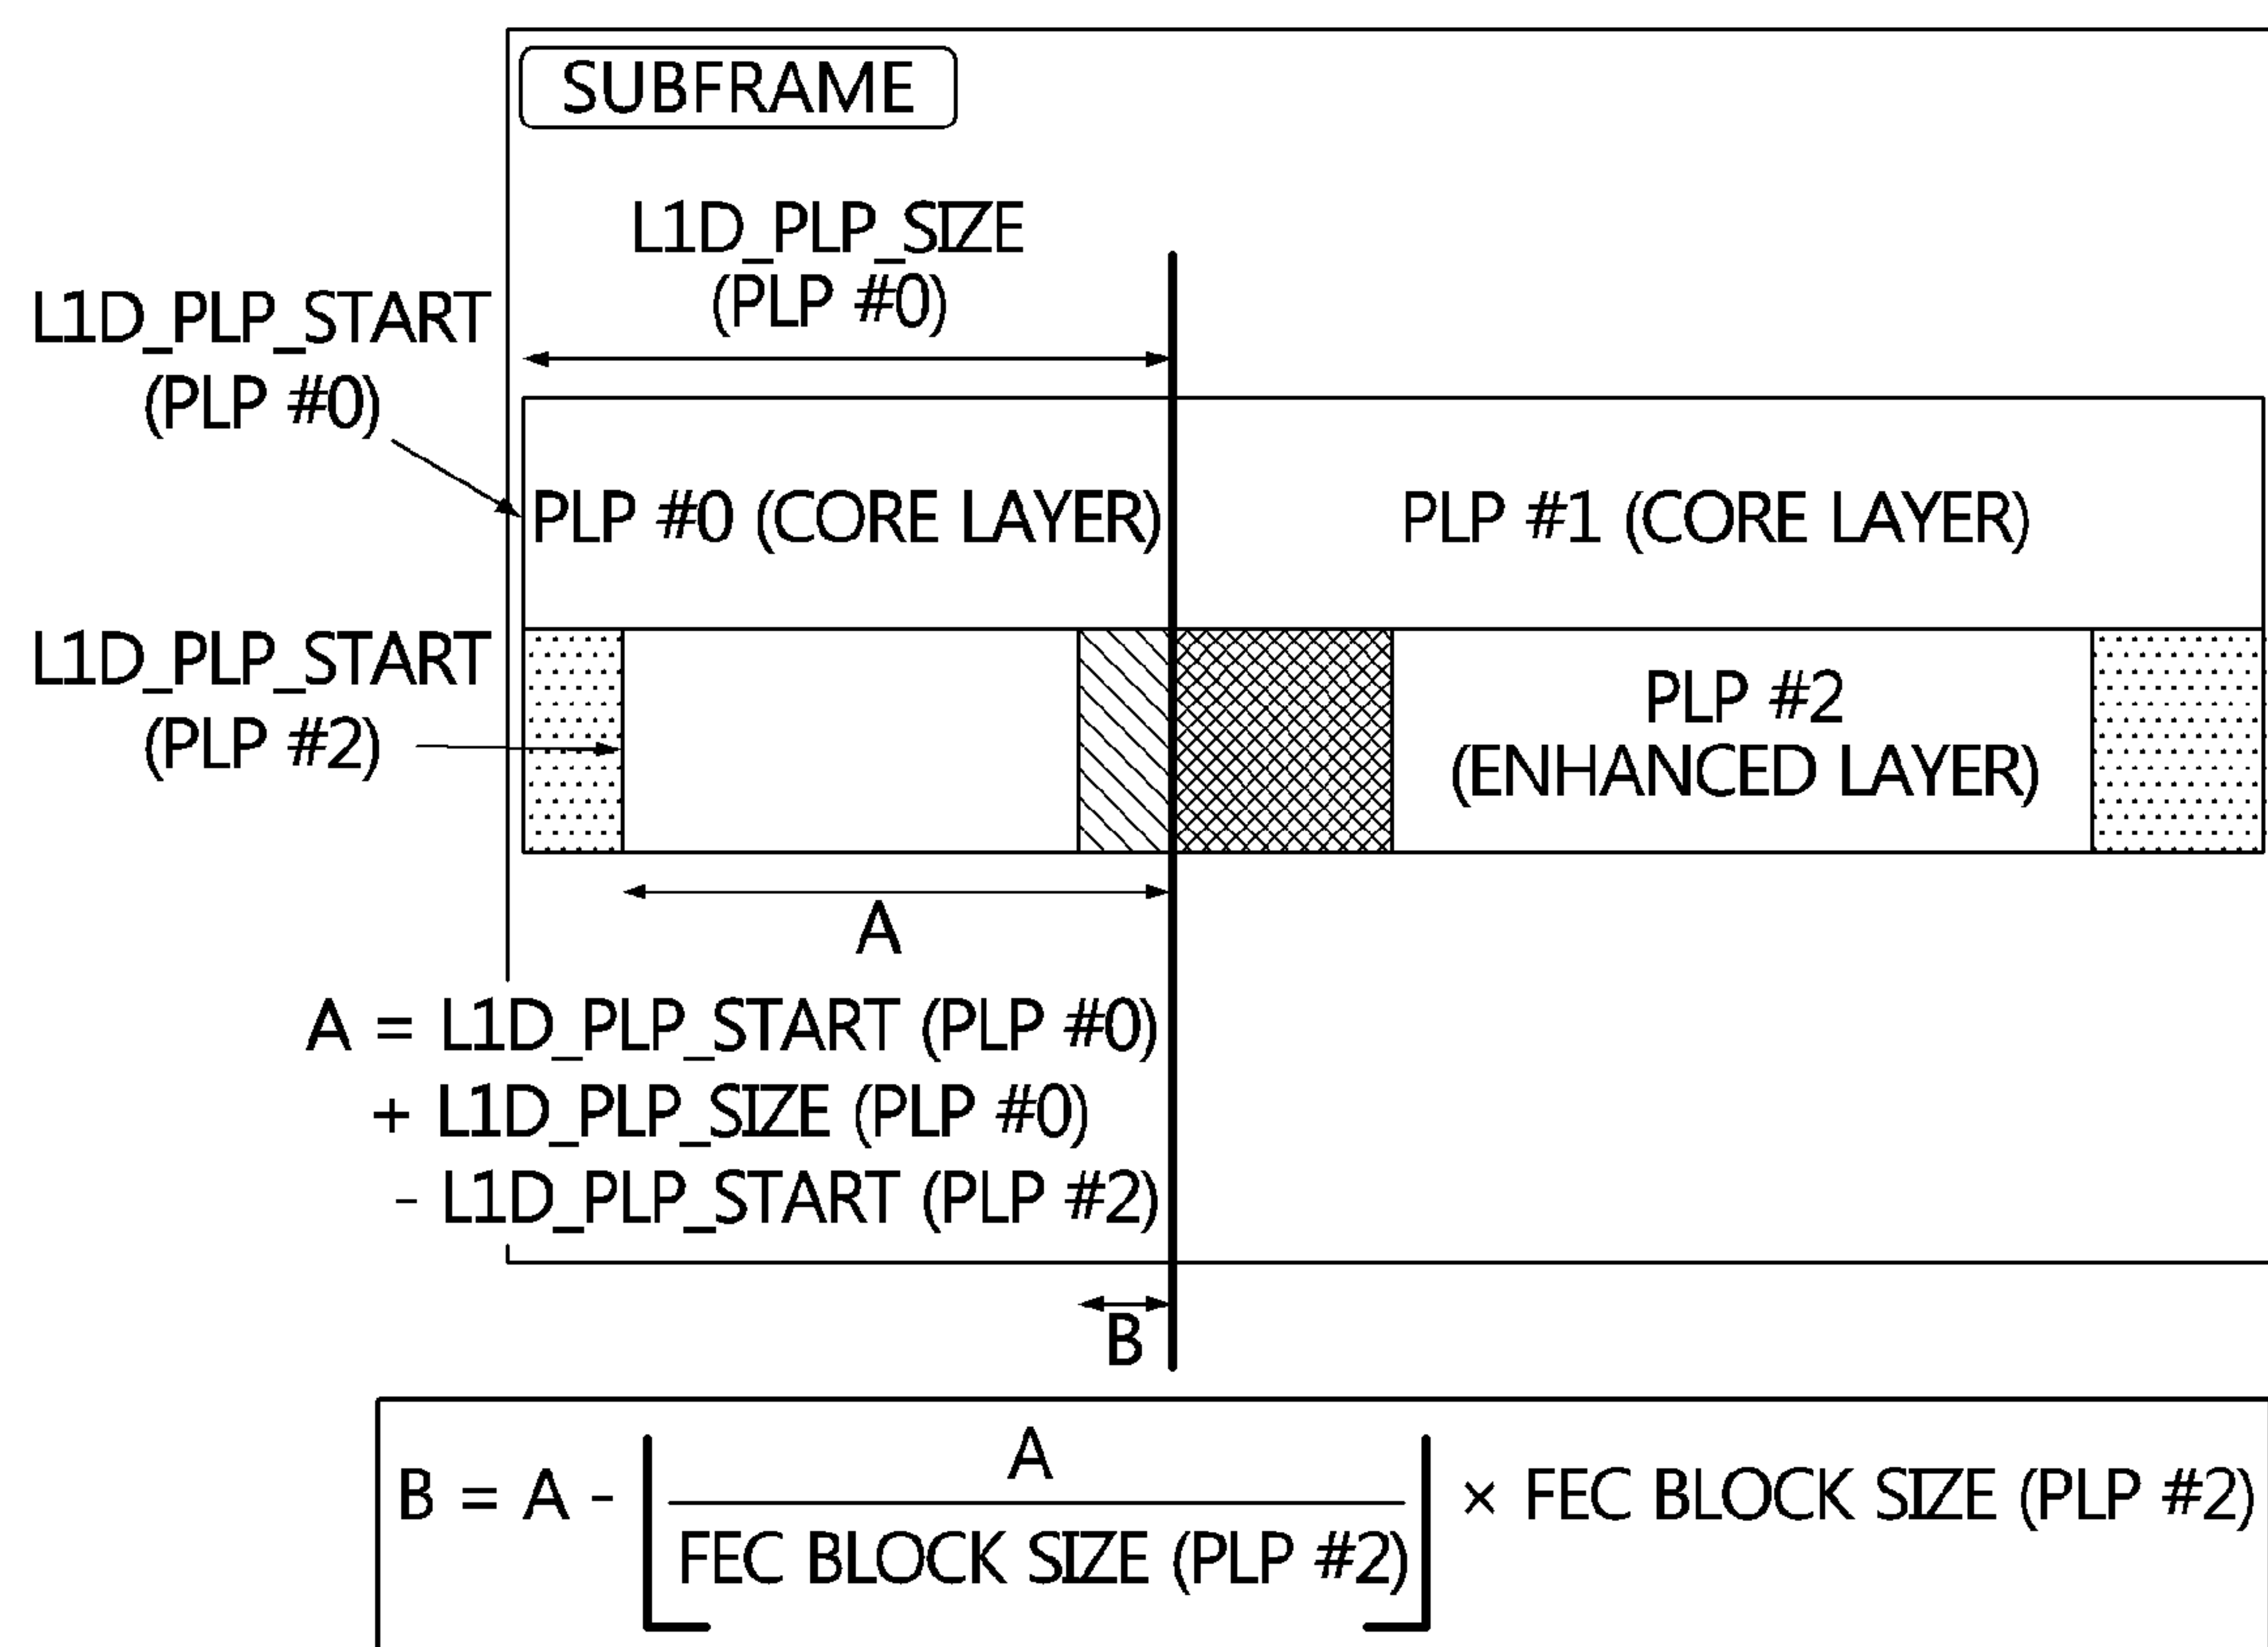 SUBFRAME
L1D_PLP_SIZE
(PLP #0)
L1D_PLP_START
(PLP #0)
PLP #0 (CORE LAYER)
PLP #1 (CORE LAYER)
L1D_PLP_START
(PLP #2)
PLP #2
(ENHANCED LAYER)
A
A = L1D_PLP_START (PLP #0)
+ L1D_PLP_SIZE (PLP #0)
- L1D_PLP_START (PLP #2)
B
A
B = A - × FEC BLOCK SIZE (PLP #2)
FEC BLOCK SIZE (PLP #2)